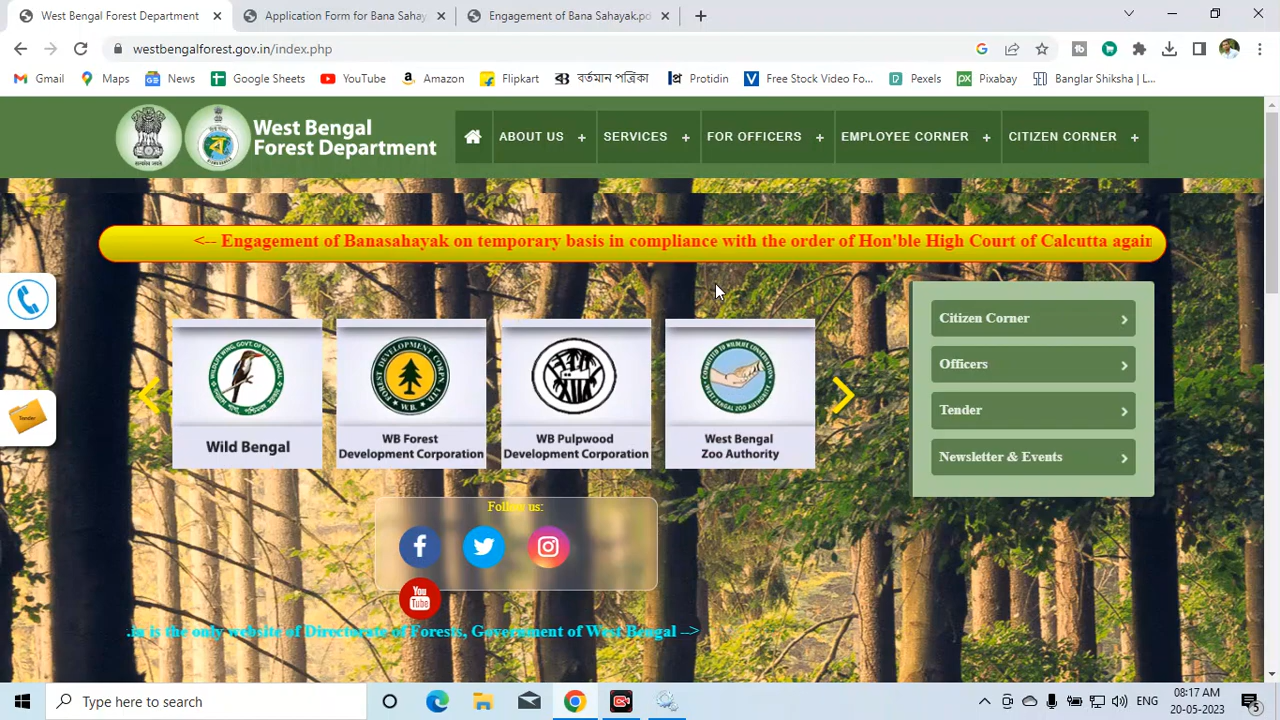 West Bengal Forest Department
Application Form for Bana Sahay
Engagement of Bana Sahayak.pd
westbengalforest.gov.in/index.php
Gmail
Maps
News
Google Sheets
YouTube
Amazon
Flipkart
বর্তমান পত্রিকা
Protidin
Free Stock Video Fo...
Pexels
Pixabay
Banglar Shiksha | L...
West Bengal
Forest Department
ABOUT US +
SERVICES +
FOR OFFICERS +
EMPLOYEE CORNER +
CITIZEN CORNER +
<-- Engagement of Banasahayak on temporary basis in compliance with the order of Hon'ble High Court of Calcutta again
Wild Bengal
WB Forest
Development Corporation
WB Pulpwood
Development Corporation
West Bengal
Zoo Authority
Citizen Corner
Officers
Tender
Newsletter & Events
Tender
Follow us:
You
Tube
.in is the only website of Directorate of Forests, Government of West Bengal -->
Type here to search
ENG
08:17 AM
20-05-2023
5